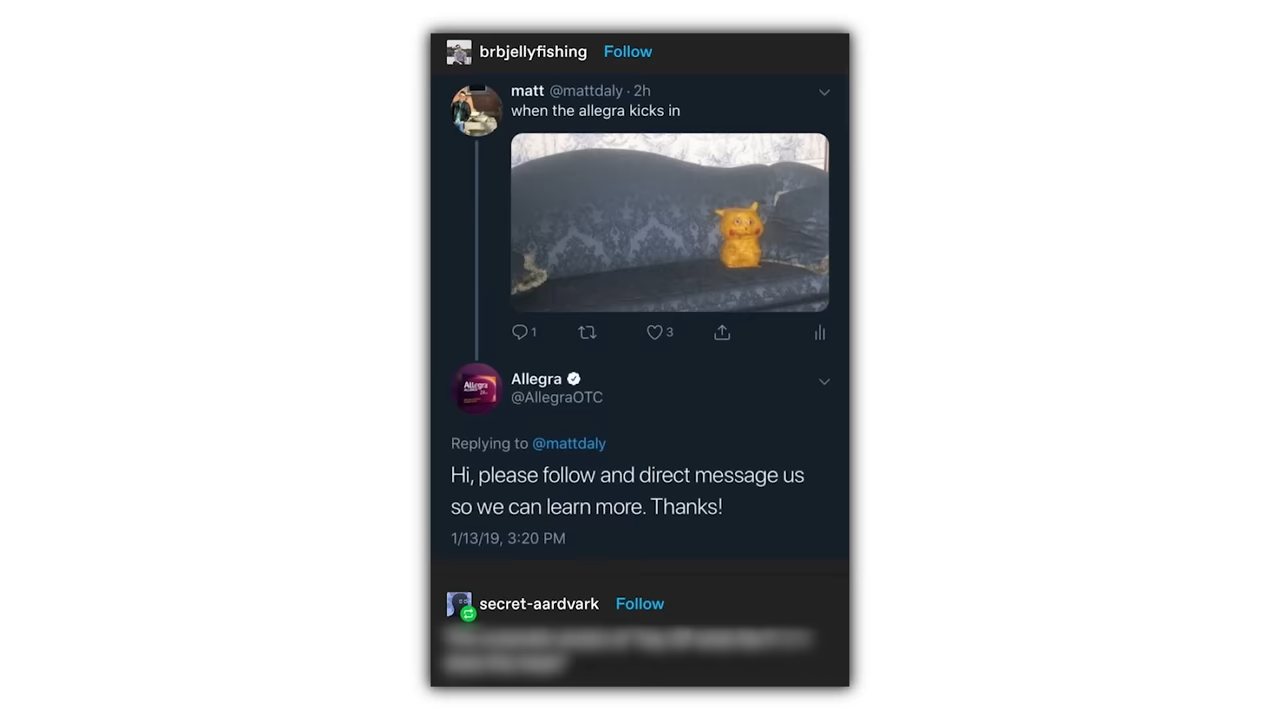 brbjellyfishing Follow
matt @mattdaly · 2h
when the allegra kicks in
1
3
Allegra
@AllegraOTC
Allegra
Replying to @mattdaly
Hi, please follow and direct message us
so we can learn more. Thanks!
1/13/19, 3:20 PM
secret-aardvark Follow